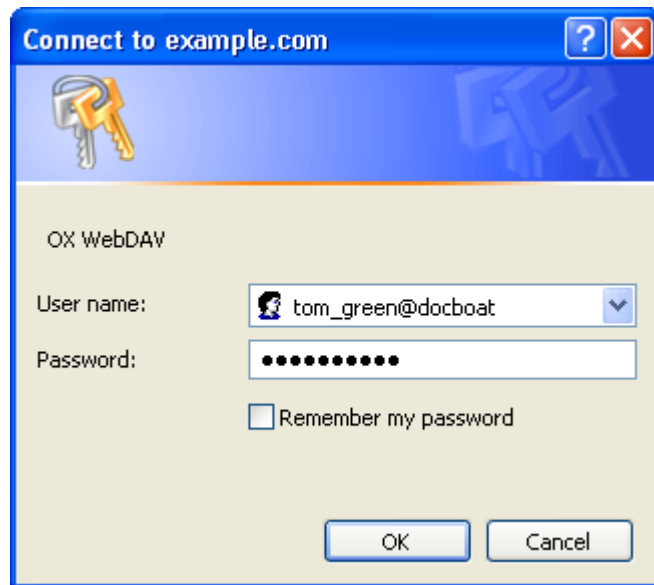 Connect to example.com
OX WebDAV
User name: tom_green@docboat
Password: ●●●●●●●●●●
Remember my password
OK Cancel